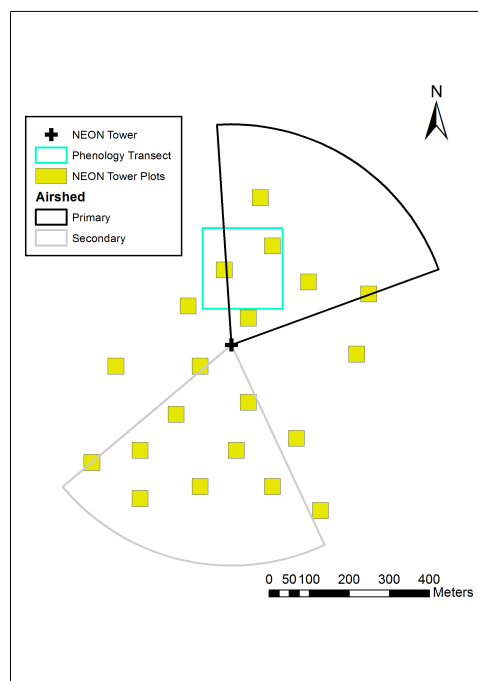 N
NEON Tower
Phenology Transect
NEON Tower Plots
Airshed
Primary
Secondary
0 50 100 200 300 400
Meters